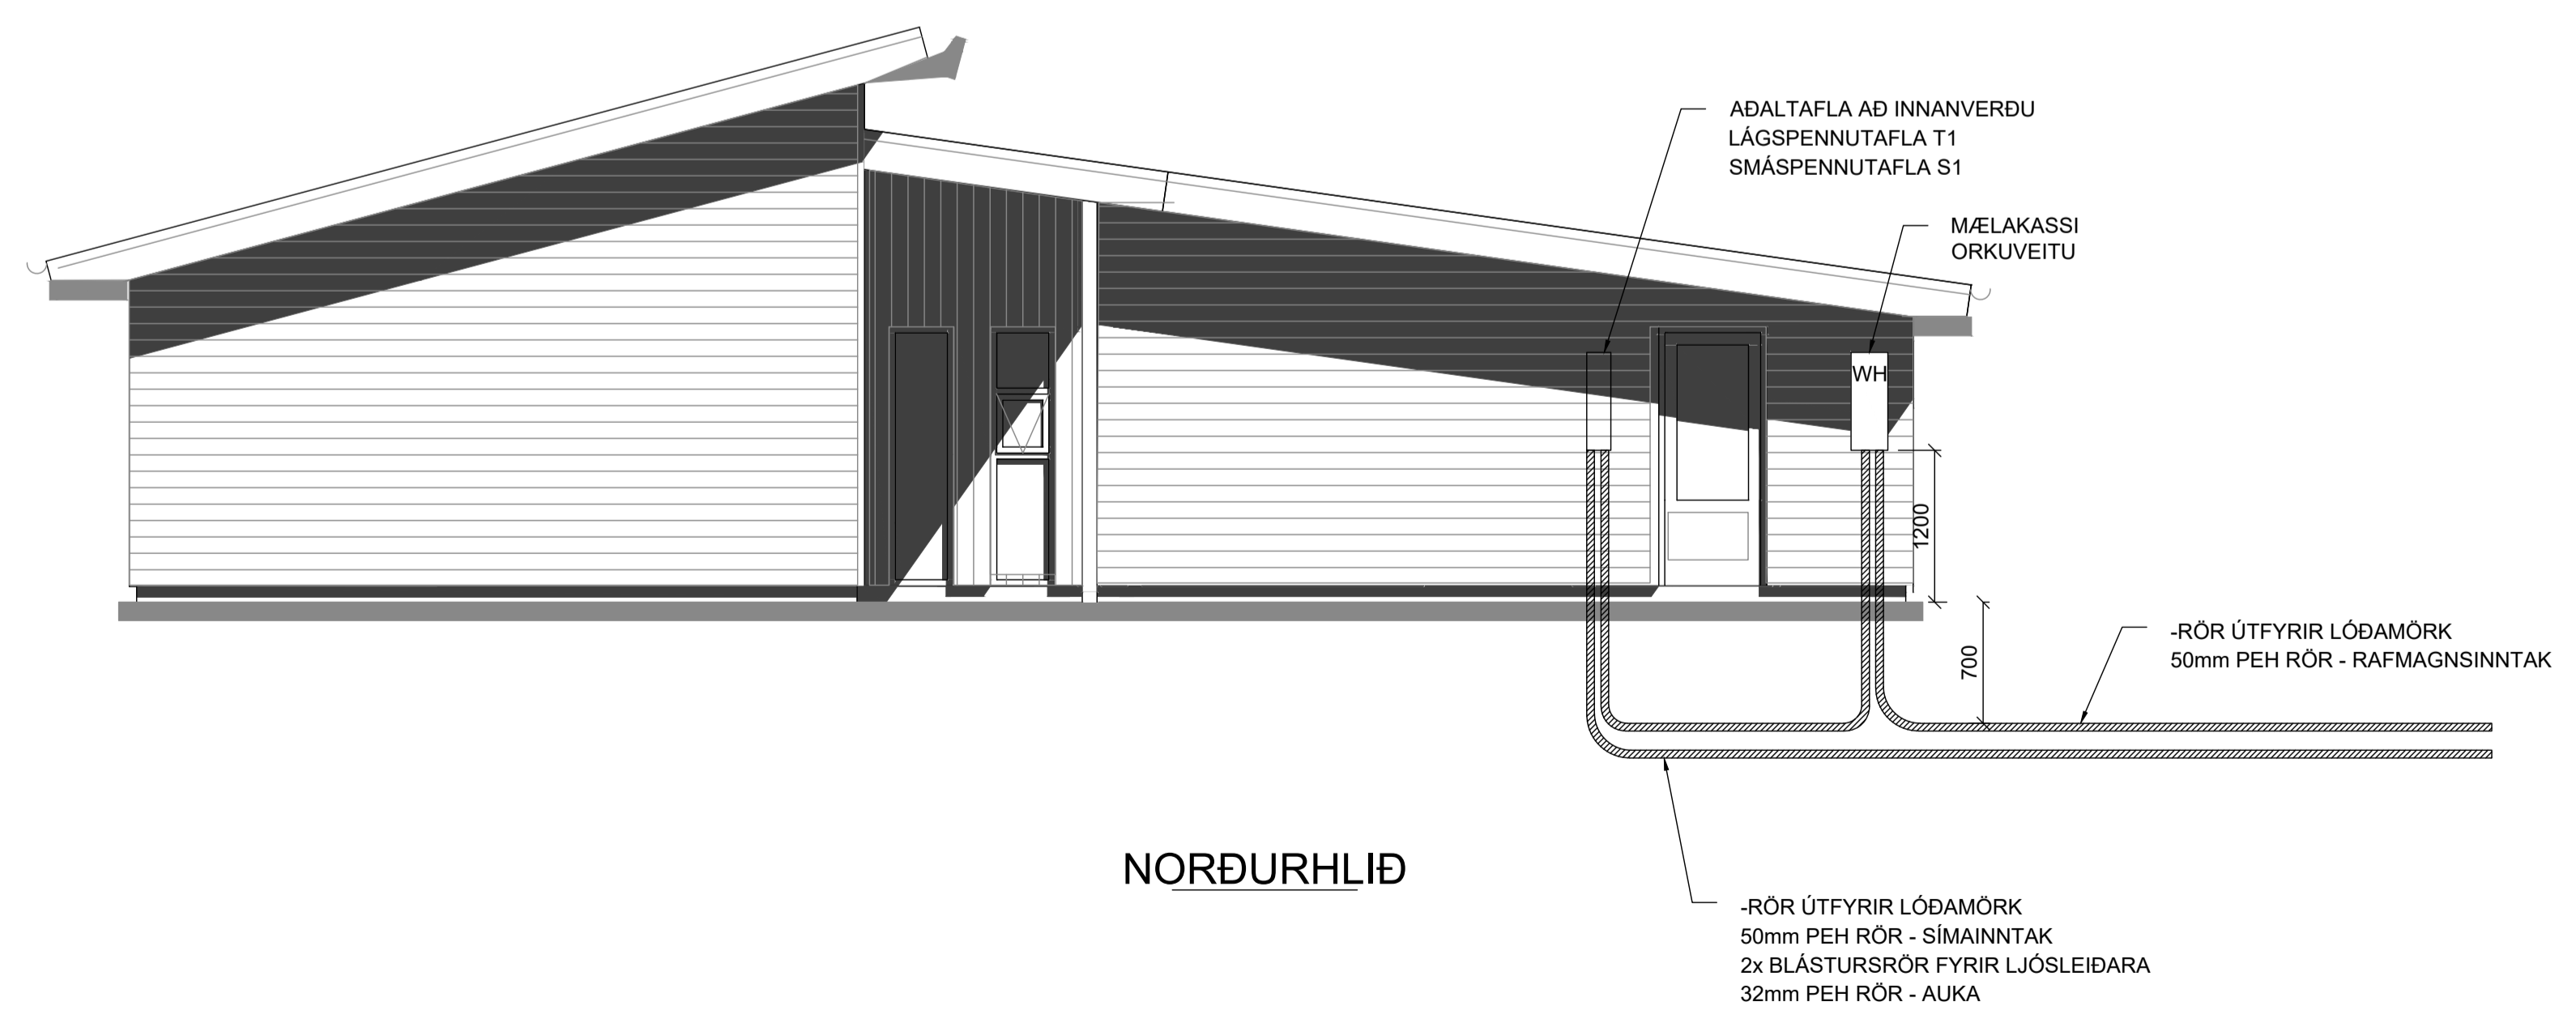 AÐALTAFLA AÐ INNANVERÐU
LÁGSPENNUTAFLA T1
SMÁSPENNUTAFLA S1
MÆLAKASSI
ORKUVEITU
WH
1200
700
-RÖR ÚTFYRIR LÓÐAMÖRK
50mm PEH RÖR - RAFMAGNSINNTAK
NORÐURHLIÐ
-RÖR ÚTFYRIR LÓÐAMÖRK
50mm PEH RÖR - SÍMAINNTAK
2x BLÁSTURSRÖR FYRIR LJÓSLEIÐARA
32mm PEH RÖR - AUKA